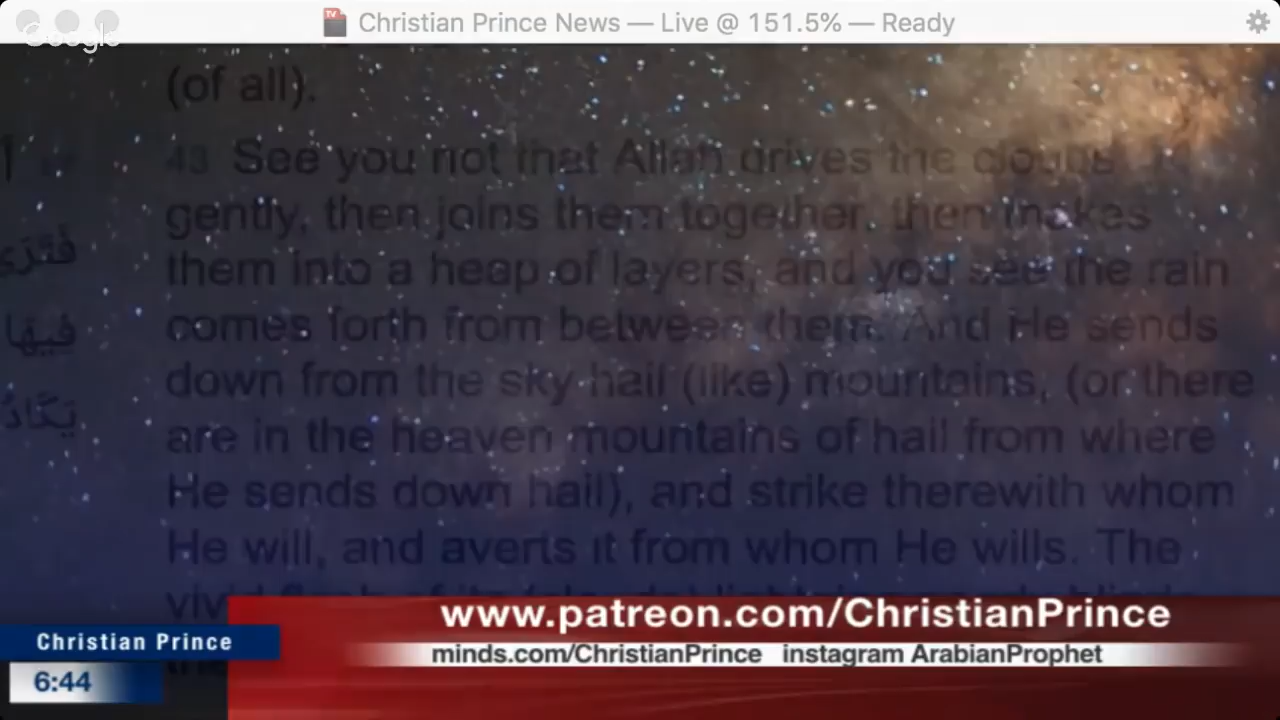 Christian Prince News — Live @ 151.5% — Ready
Google
(of all).
43 See you not that Allah drives the clouds
gently, then joins them together, then makes
them into a heap of layers, and you see the rain
comes forth from between them. And He sends
down from the sky hail (like) mountains, (or there
are in the heaven mountains of hail from where
He sends down hail), and strike therewith whom
He will, and averts it from whom He wills. The
فَتَرَى
فِيهَا
يَكَادُ
www.patreon.com/ChristianPrince
Christian Prince
minds.com/ChristianPrince instagram ArabianProphet
6:44